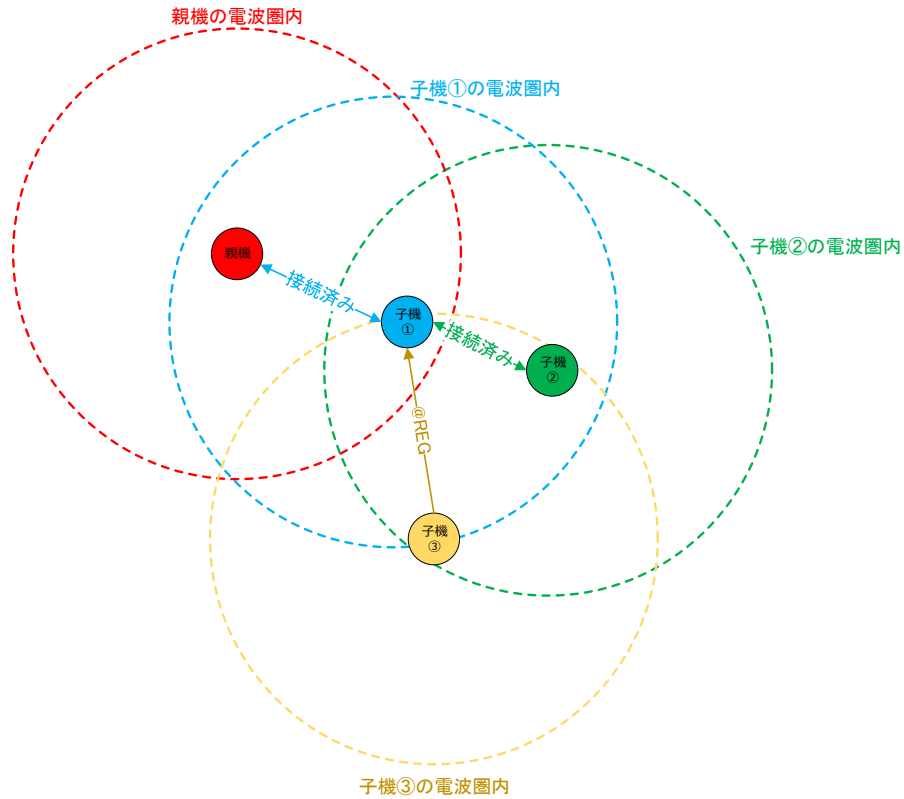 親機の電波圏内
子機①の電波圏内
子機②の電波圏内
親機
接続済み
子機
①
接続済み
子機
②
@REG
子機
③
子機③の電波圏内